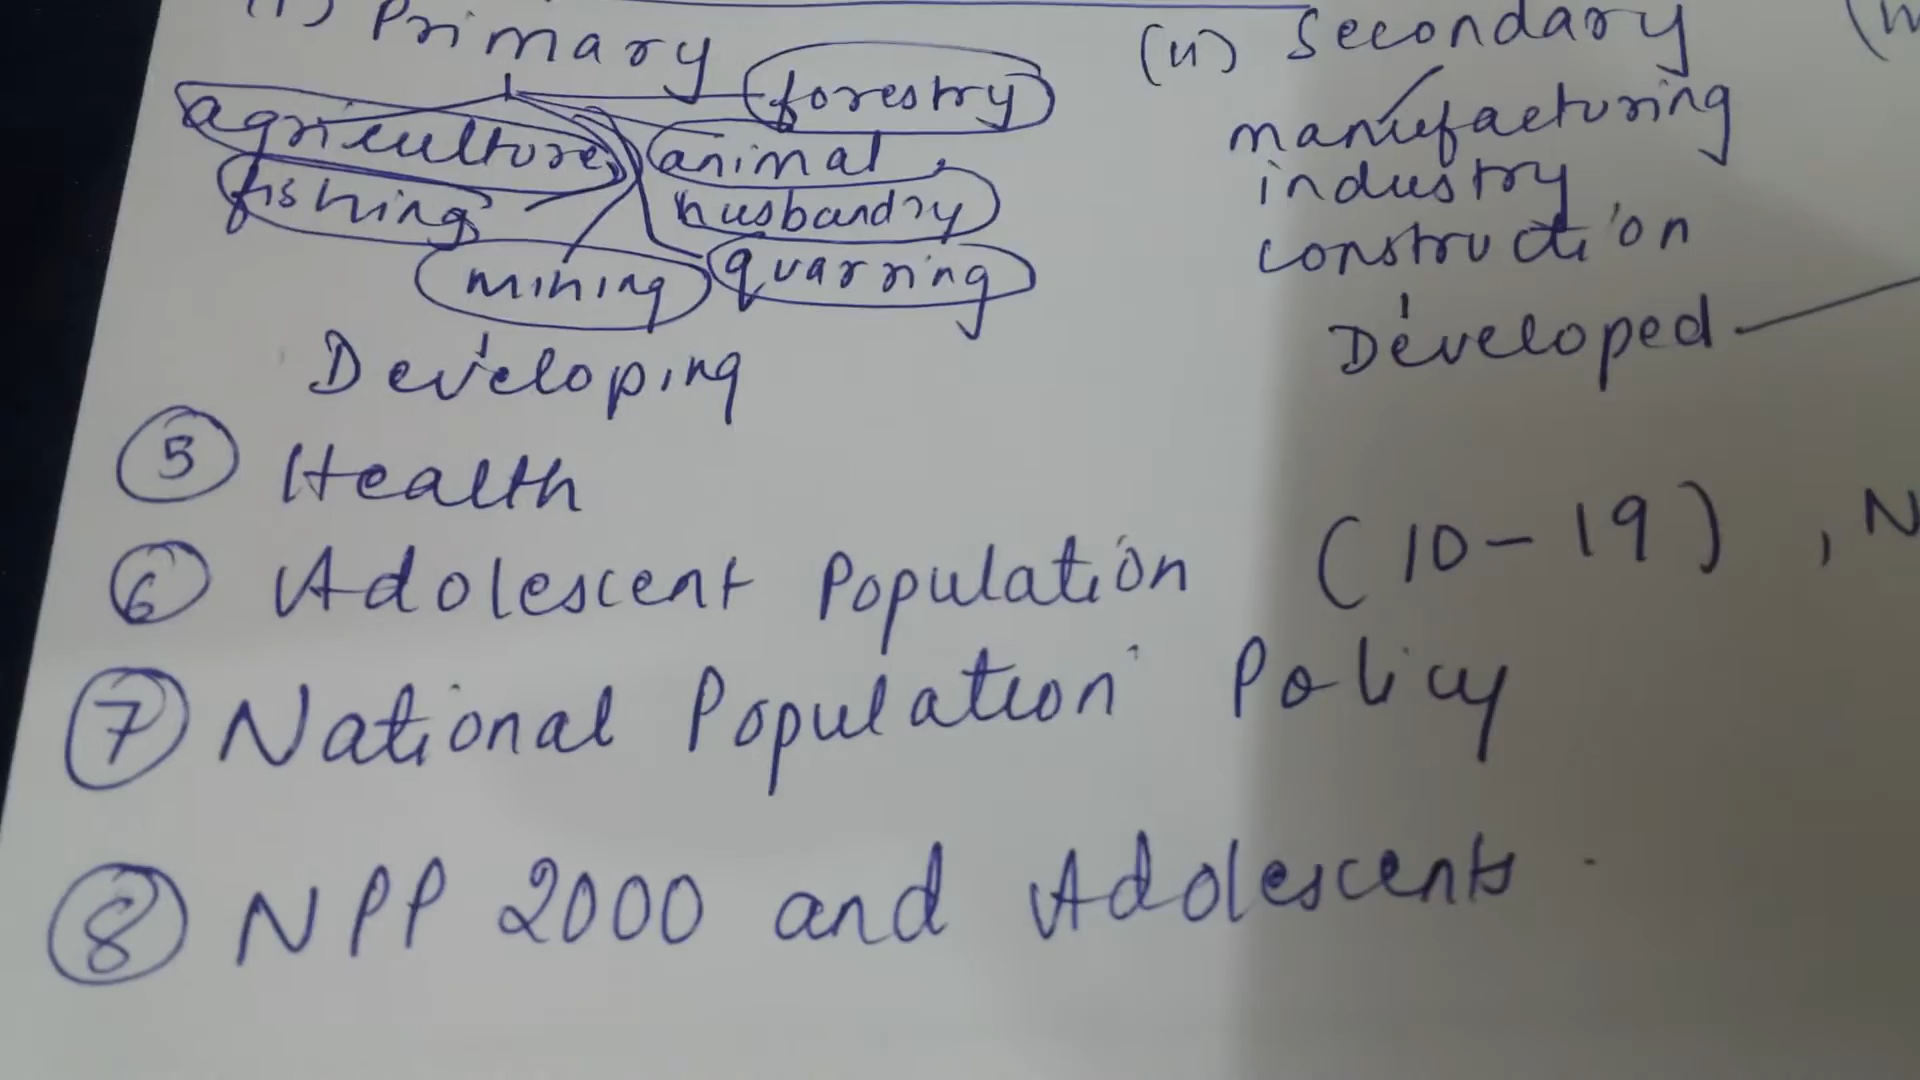 (i) Primary
forestry
agriculture
animal
husbandry
fishing
mining
quarring
Developing
(ii) Secondary
manufacturing
industry
construction
Developed
5 Health
6 Adolescent Population (10-19), N
7 National Population Policy
8 NPP 2000 and Adolescents